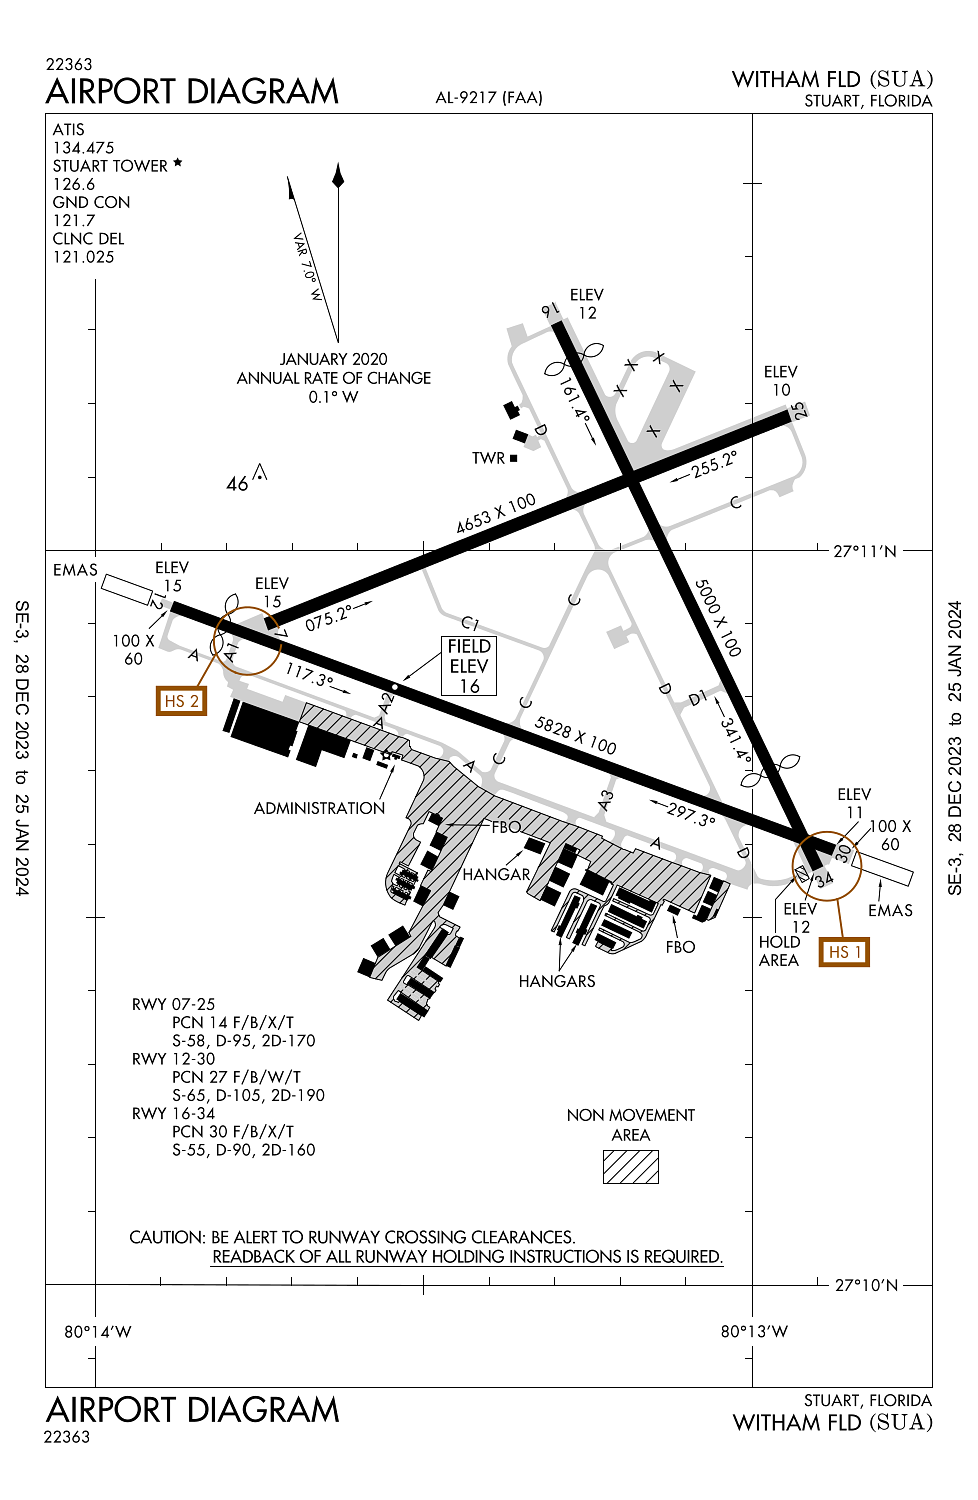 22363
AIRPORT DIAGRAM
AL-9217 (FAA)
WITHAM FLD (SUA)
STUART, FLORIDA
ATIS
134.475
STUART TOWER ★
126.6
GND CON
121.7
CLNC DEL
121.025
VAR 7.0° W
JANUARY 2020
ANNUAL RATE OF CHANGE
0.1° W
16
ELEV
12
161.4°
X
X
X
X
X
ELEV
10
25
255.2°
D
TWR
46
4653 X 100
C
27°11'N
EMAS
ELEV
15
12
ELEV
15
7
075.2°
100 X
60
A
A1
HS 2
117.3°
C1
C
FIELD
ELEV
16
A2
A
C
5828 X 100
5000 X 100
D
D1
341.4°
C
A
A3
297.3°
A
D
ADMINISTRATION
FBO
HANGAR
HANGARS
FBO
ELEV
11
100 X
60
30
34
EMAS
ELEV
12
HOLD
AREA
HS 1
RWY 07-25
PCN 14 F/B/X/T
S-58, D-95, 2D-170
RWY 12-30
PCN 27 F/B/W/T
S-65, D-105, 2D-190
RWY 16-34
PCN 30 F/B/X/T
S-55, D-90, 2D-160
NON MOVEMENT
AREA
CAUTION: BE ALERT TO RUNWAY CROSSING CLEARANCES.
READBACK OF ALL RUNWAY HOLDING INSTRUCTIONS IS REQUIRED.
27°10'N
80°14'W
80°13'W
SE-3, 28 DEC 2023 to 25 JAN 2024
SE-3, 28 DEC 2023 to 25 JAN 2024
AIRPORT DIAGRAM
22363
STUART, FLORIDA
WITHAM FLD (SUA)